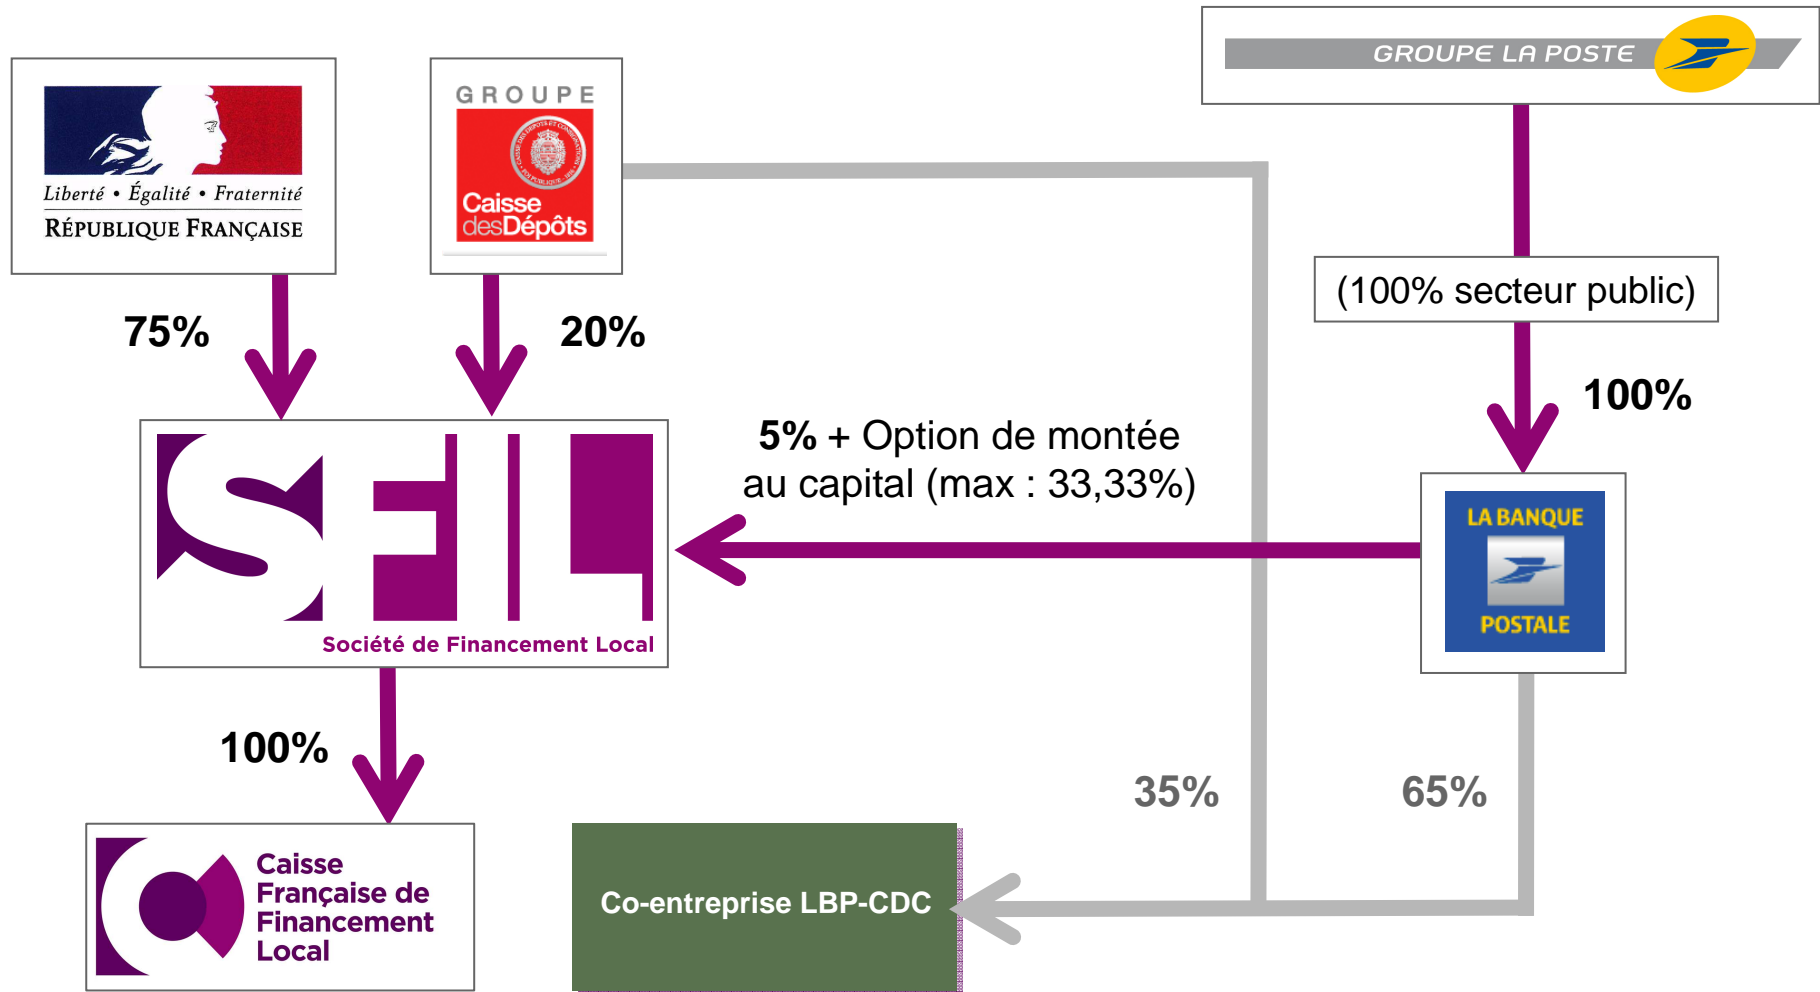 GROUPE LA POSTE
Liberté • Égalité • Fraternité
RÉPUBLIQUE FRANÇAISE
GROUPE
Caisse
desDépôts
(100% secteur public)
75%
20%
100%
5% + Option de montée
au capital (max : 33,33%)
SFIL
Société de Financement Local
LA BANQUE
POSTALE
100%
35%
65%
Caisse
Française de
Financement
Local
Co-entreprise LBP-CDC